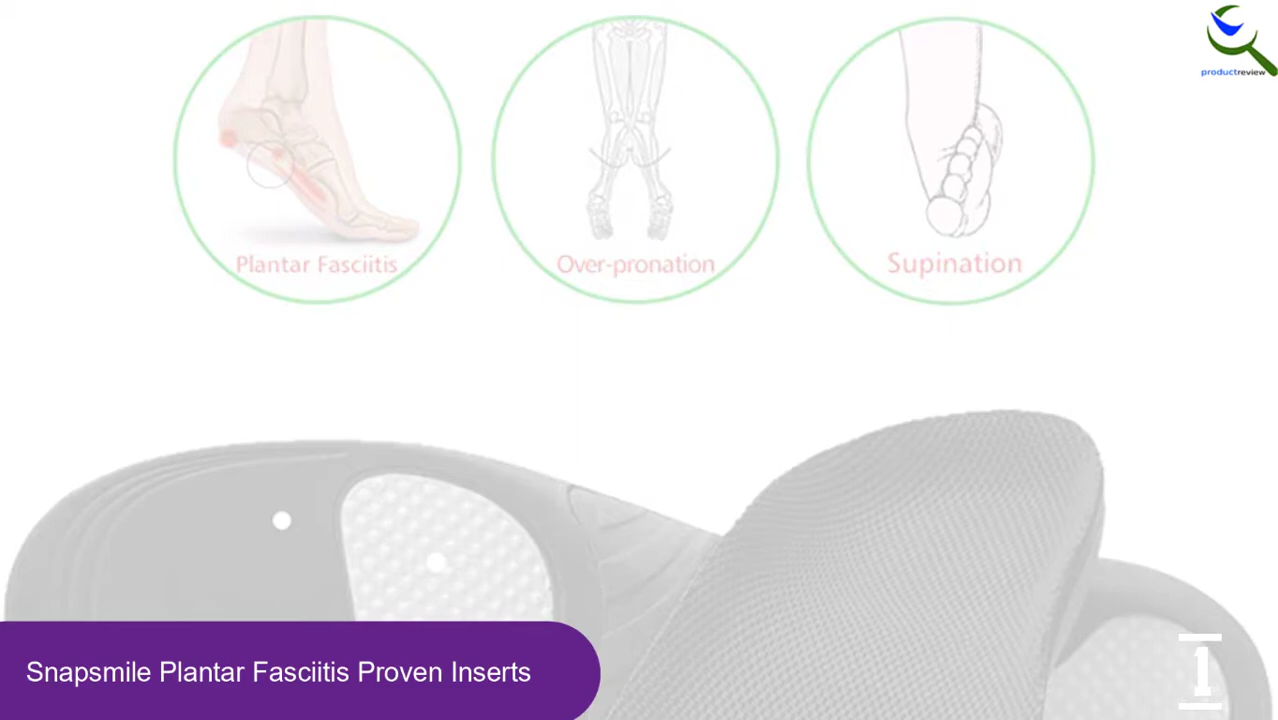 productreview
Plantar Fasciitis
Over-pronation
Supination
Snapsmile Plantar Fasciitis Proven Inserts
1